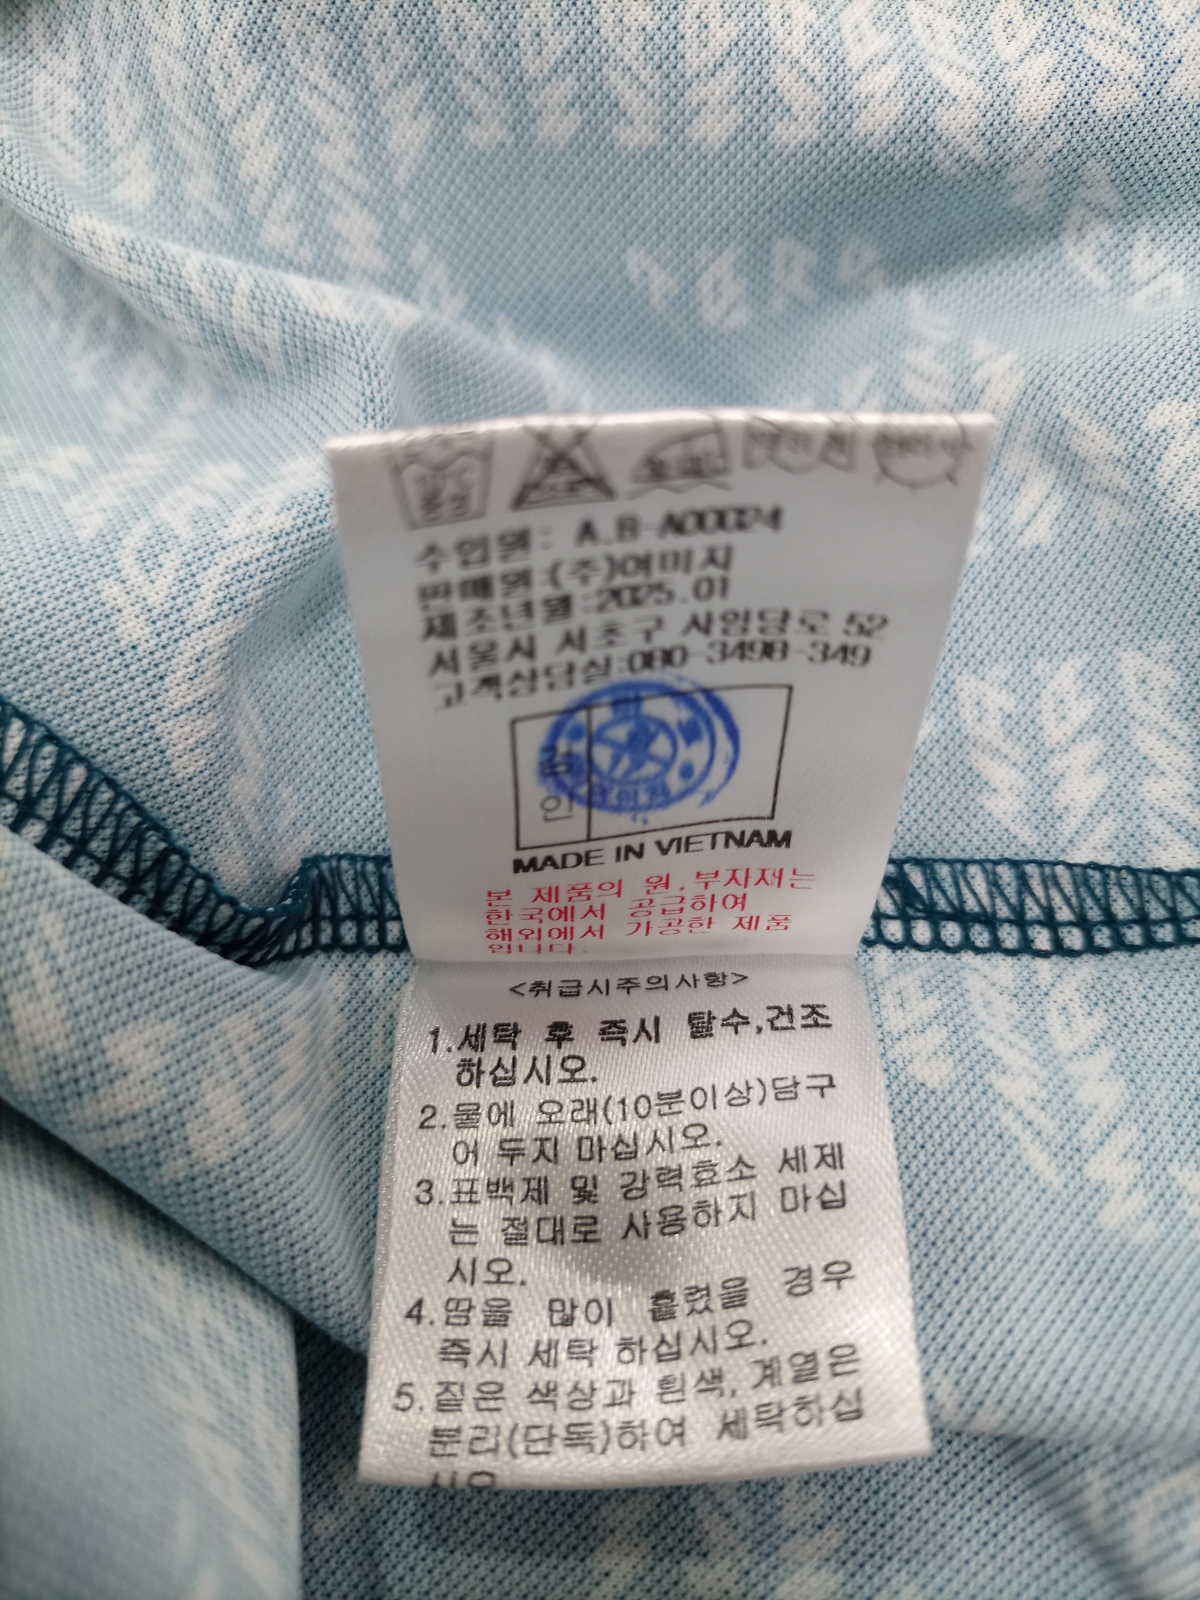 수입원: A.B-A00024
판매원:(주)여미지
제조년월:2025.01
서울시 서초구 사임당로 52
고객상담실:080-3498-349
검
인
MADE IN VIETNAM
본 제품의 원,부자재는
한국에서 공급하여
해외에서 가공한 제품
입니다.
<취급시주의사항>
1.세탁 후 즉시 탈수,건조
하십시오.
2.물에 오래(10분이상)담구
어 두지 마십시오.
3.표백제 및 강력효소 세제
는 절대로 사용하지 마십
시오.
4.땀을 많이 흘렸을 경우
즉시 세탁 하십시오.
5.짙은 색상과 흰색, 계열은
분리(단독)하여 세탁하십
시오